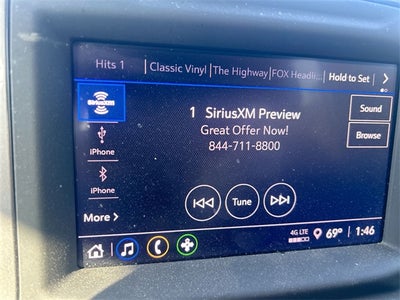 Hits 1 Classic Vinyl The Highway FOX Headli... Hold to Set
SiriusXM
1 SiriusXM Preview
Great Offer Now!
844-711-8800
Sound
Browse
iPhone
iPhone
Tune
More
4G LTE
69° 1:46